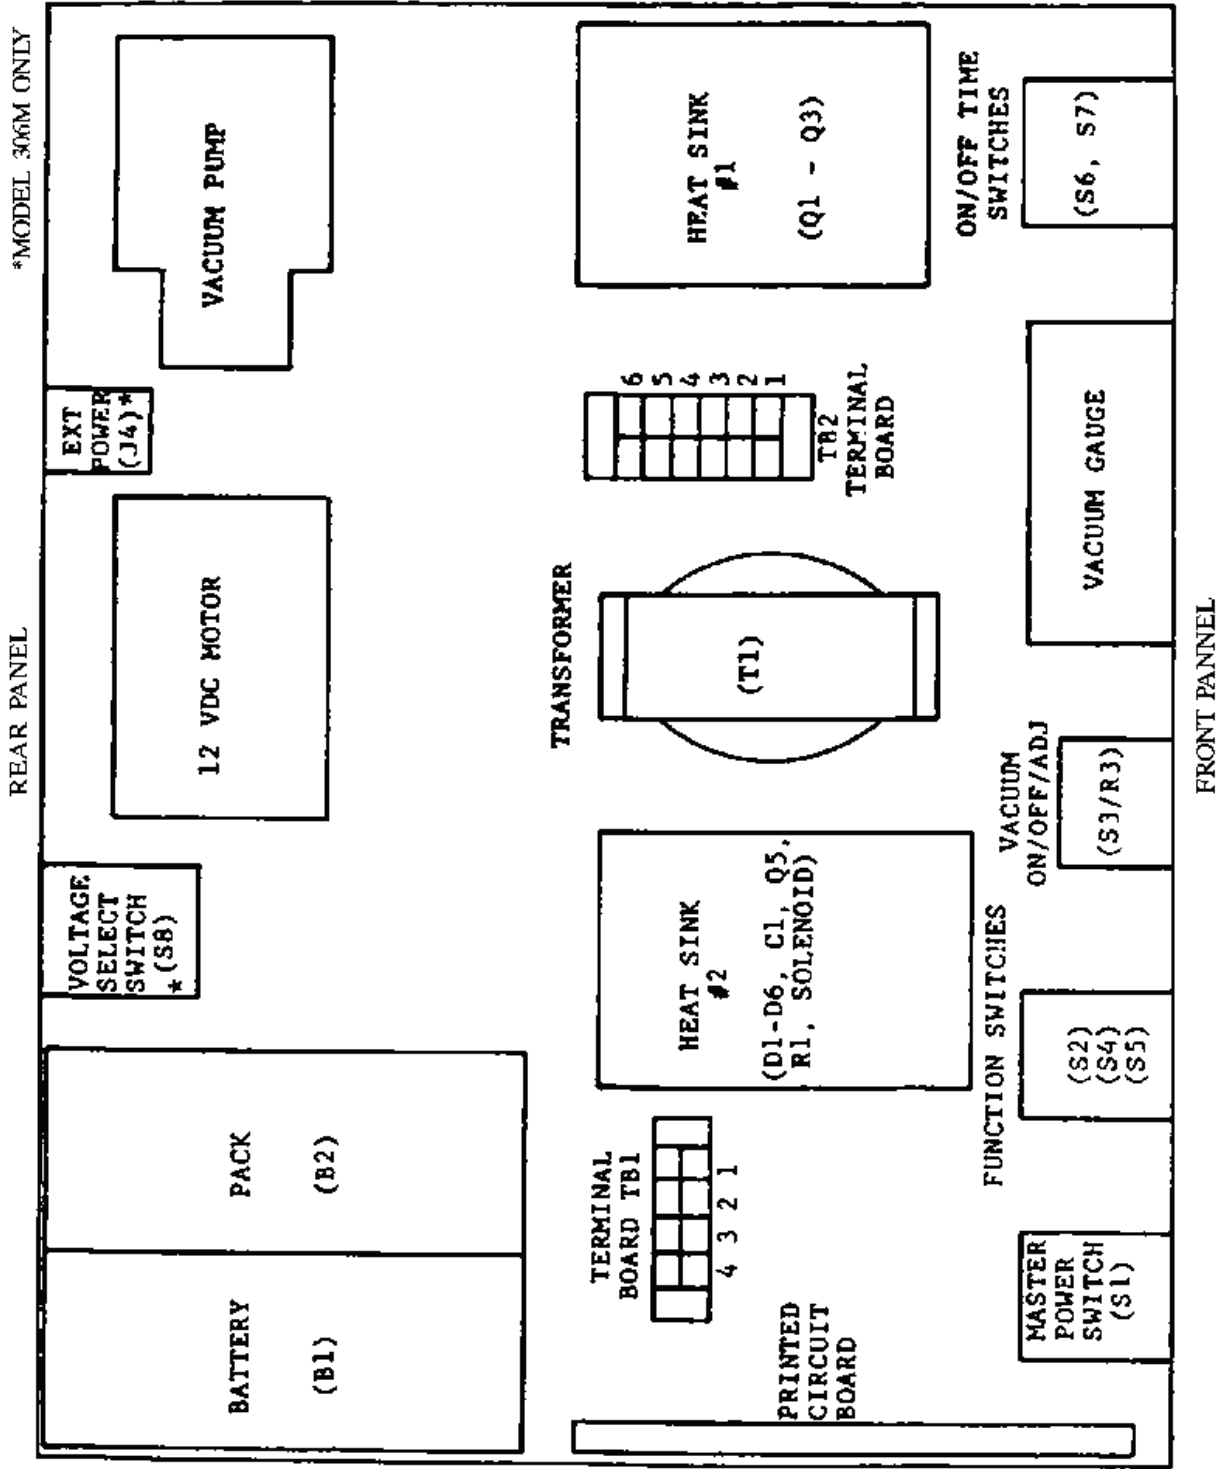 REAR PANEL
*MODEL 306M ONLY
BATTERY
(B1)
PACK
(B2)
VOLTAGE
SELECT
SWITCH
*(S8)
12 VDC MOTOR
EXT
POWER
(J4)*
VACUUM PUMP
TERMINAL
BOARD TB1
4 3 2 1
HEAT SINK
#2
(D1-D6, C1, Q5,
R1, SOLENOID)
TRANSFORMER
(T1)
6
5
4
3
2
1
TB2
TERMINAL
BOARD
HEAT SINK
#1
(Q1 - Q3)
PRINTED
CIRCUIT
BOARD
MASTER
POWER
SWITCH
(S1)
FUNCTION SWITCHES
(S2)
(S4)
(S5)
VACUUM
ON/OFF/ADJ
(S3/R3)
VACUUM GAUGE
ON/OFF TIME
SWITCHES
(S6, S7)
FRONT PANNEL